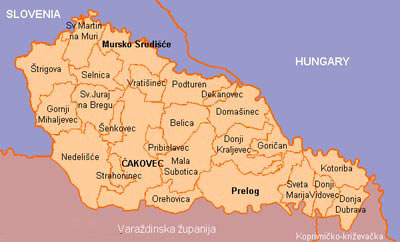 SLOVENIA
Sv.Martin
na Muri
Mursko Središće
HUNGARY
Štrigova
Selnica
Vratišinec
Podturen
Dekanovec
Sv.Juraj
na Bregu
Gornji
Mihaljevec
Domašinec
Šenkovec
Belica
Donji
Kraljevec
Goričan
Nedelišće
Pribislavec
ČAKOVEC
Mala
Subotica
Strahoninec
Kotoriba
Prelog
Sveta
Marija
Donji
Vidovec
Orehovica
Donja
Dubrava
Varaždinska županija
Koprivničko-križevačka